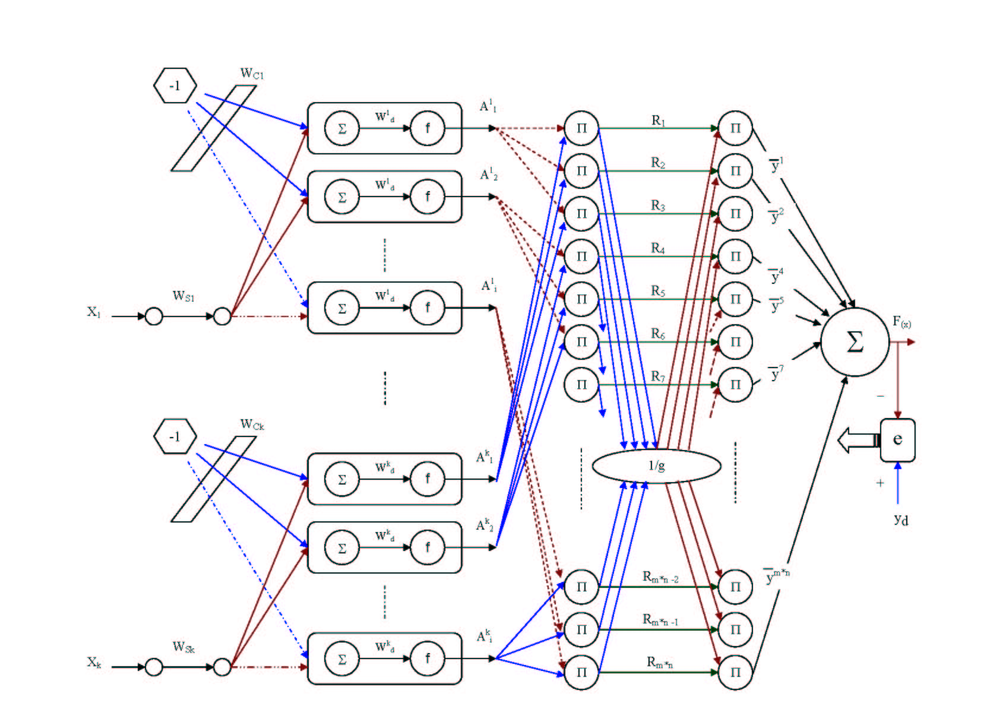 -1
W_C1
Σ W^1_d f A^1_1
Σ W^1_d f A^1_2
Σ W^1_d f A^1_i
X_1 W_S1
-1
W_Ck
Σ W^k_d f A^k_1
Σ W^k_d f A^k_2
Σ W^k_d f A^k_i
X_k W_Sk
Π R_1 Π
Π R_2 Π
Π R_3 Π
Π R_4 Π
Π R_5 Π
Π R_6 Π
Π R_7 Π
1/g
Π R_m*n -2 Π
Π R_m*n -1 Π
Π R_m*n Π
y̅^1
y̅^2
y̅^4
y̅^5
y̅^7
y̅^m*n
Σ
F_(x)
−
e
+
y_d